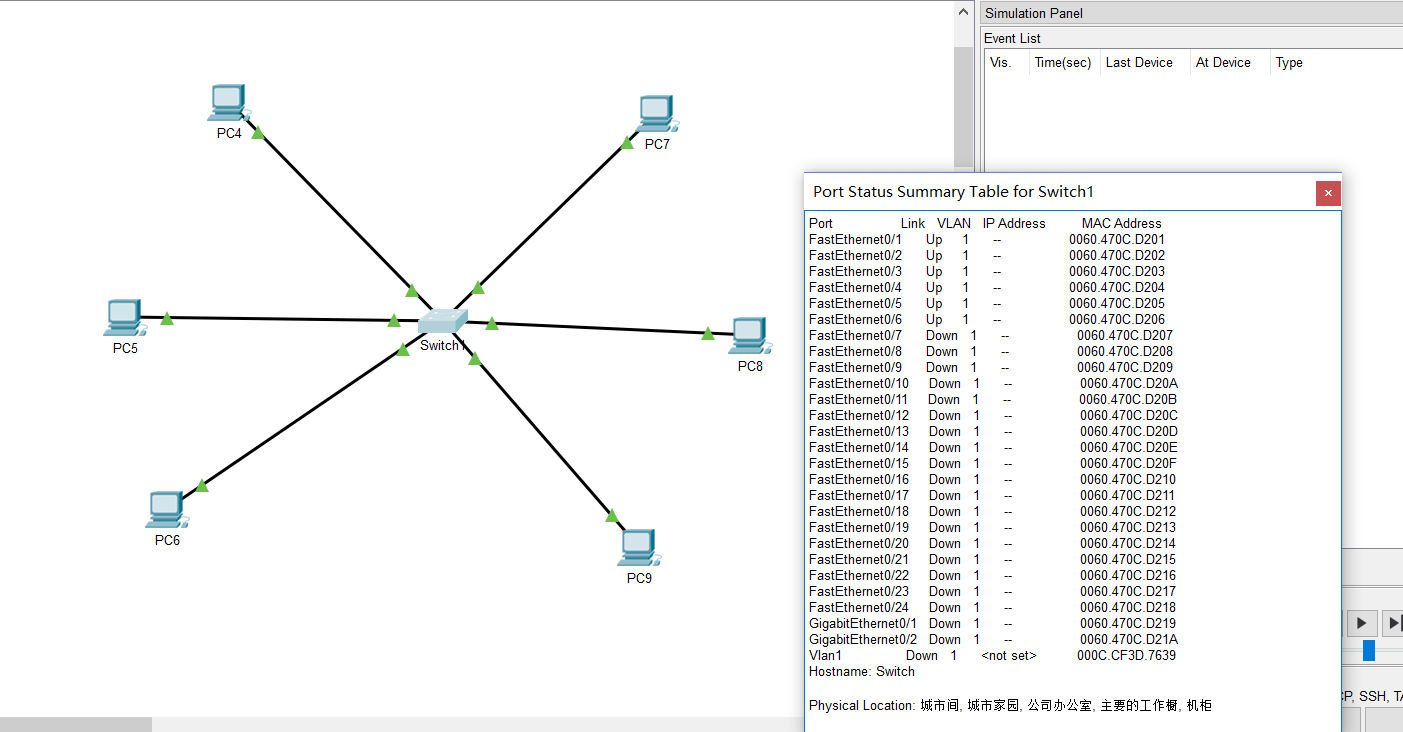 Simulation Panel
Event List
Vis. Time(sec) Last Device At Device Type
PC4
PC7
PC5
Switch1
PC8
PC6
PC9
Port Status Summary Table for Switch1
Port Link VLAN IP Address MAC Address
FastEthernet0/1 Up 1 -- 0060.470C.D201
FastEthernet0/2 Up 1 -- 0060.470C.D202
FastEthernet0/3 Up 1 -- 0060.470C.D203
FastEthernet0/4 Up 1 -- 0060.470C.D204
FastEthernet0/5 Up 1 -- 0060.470C.D205
FastEthernet0/6 Up 1 -- 0060.470C.D206
FastEthernet0/7 Down 1 -- 0060.470C.D207
FastEthernet0/8 Down 1 -- 0060.470C.D208
FastEthernet0/9 Down 1 -- 0060.470C.D209
FastEthernet0/10 Down 1 -- 0060.470C.D20A
FastEthernet0/11 Down 1 -- 0060.470C.D20B
FastEthernet0/12 Down 1 -- 0060.470C.D20C
FastEthernet0/13 Down 1 -- 0060.470C.D20D
FastEthernet0/14 Down 1 -- 0060.470C.D20E
FastEthernet0/15 Down 1 -- 0060.470C.D20F
FastEthernet0/16 Down 1 -- 0060.470C.D210
FastEthernet0/17 Down 1 -- 0060.470C.D211
FastEthernet0/18 Down 1 -- 0060.470C.D212
FastEthernet0/19 Down 1 -- 0060.470C.D213
FastEthernet0/20 Down 1 -- 0060.470C.D214
FastEthernet0/21 Down 1 -- 0060.470C.D215
FastEthernet0/22 Down 1 -- 0060.470C.D216
FastEthernet0/23 Down 1 -- 0060.470C.D217
FastEthernet0/24 Down 1 -- 0060.470C.D218
GigabitEthernet0/1 Down 1 -- 0060.470C.D219
GigabitEthernet0/2 Down 1 -- 0060.470C.D21A
Vlan1 Down 1 <not set> 000C.CF3D.7639
Hostname: Switch
Physical Location: 城市间, 城市家园, 公司办公室, 主要的工作橱, 机柜
SSH,